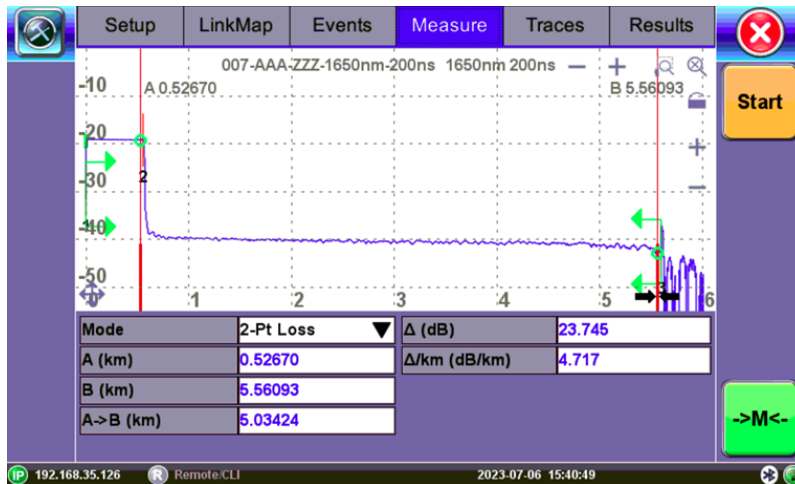 Setup LinkMap Events Measure Traces Results
007-AAA-ZZZ-1650nm-200ns 1650nm 200ns
A 0.52670 B 5.56093
Start
-10
-20
-30
-40
-50
2
3
0 1 2 3 4 5 6
Mode 2-Pt Loss Δ (dB) 23.745
A (km) 0.52670 Δ/km (dB/km) 4.717
B (km) 5.56093
A->B (km) 5.03424
->M<-
IP 192.168.35.126 R Remote/CLI 2023-07-06 15:40:49